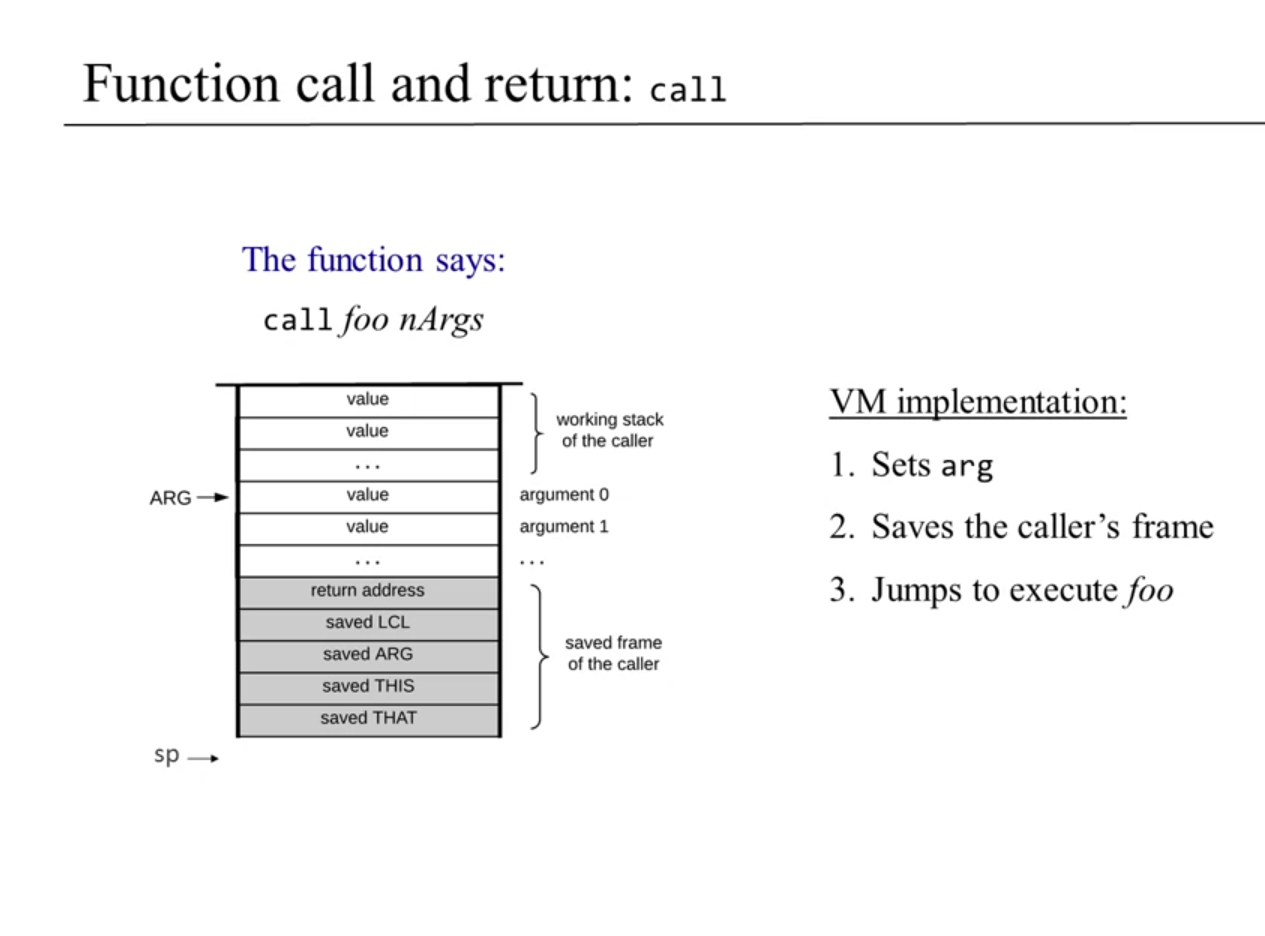 Function call and return: call
The function says:
call foo nArgs
value
value
...
value
value
...
return address
saved LCL
saved ARG
saved THIS
saved THAT
ARG
sp
working stack
of the caller
argument 0
argument 1
...
saved frame
of the caller
VM implementation:
1. Sets arg
2. Saves the caller’s frame
3. Jumps to execute foo